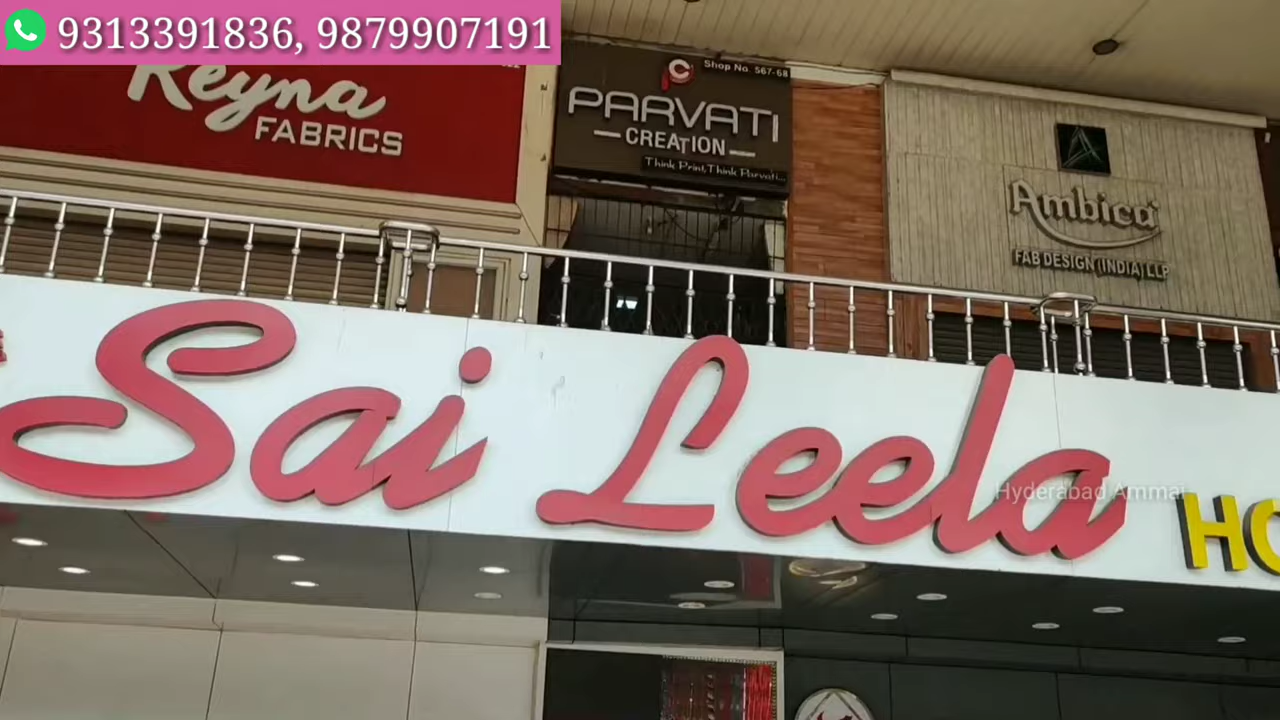 9313391836, 9879907191
Reyna
FABRICS
Shop No. 567-68
PARVATI
CREATION
Think Print, Think Parvati...
Ambica
FAB DESIGN (INDIA) LLP
Sai Leela
Hyderabad Ammai